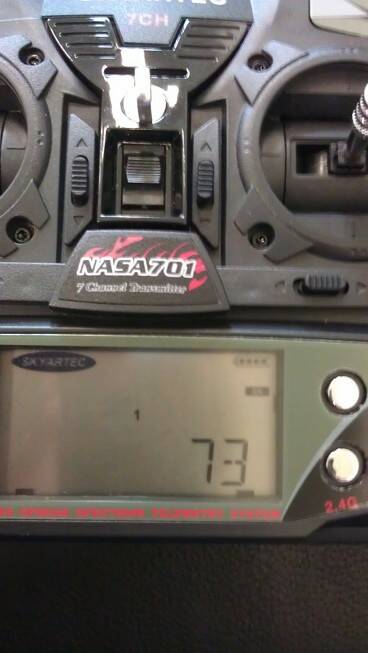 7CH
NASA701
7 Channel Transmitter
SKYARTEC
1
73
2.4G
SPREAD SPECTRUM TELEMETRY SYSTEM